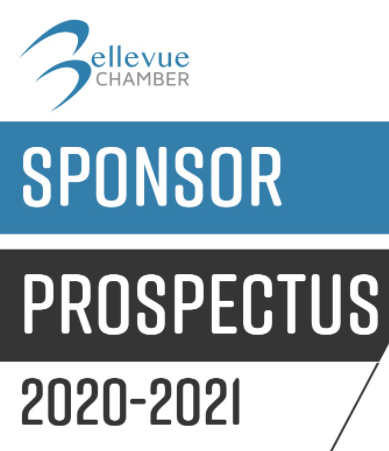 Bellevue
CHAMBER
SPONSOR
PROSPECTUS
2020-2021